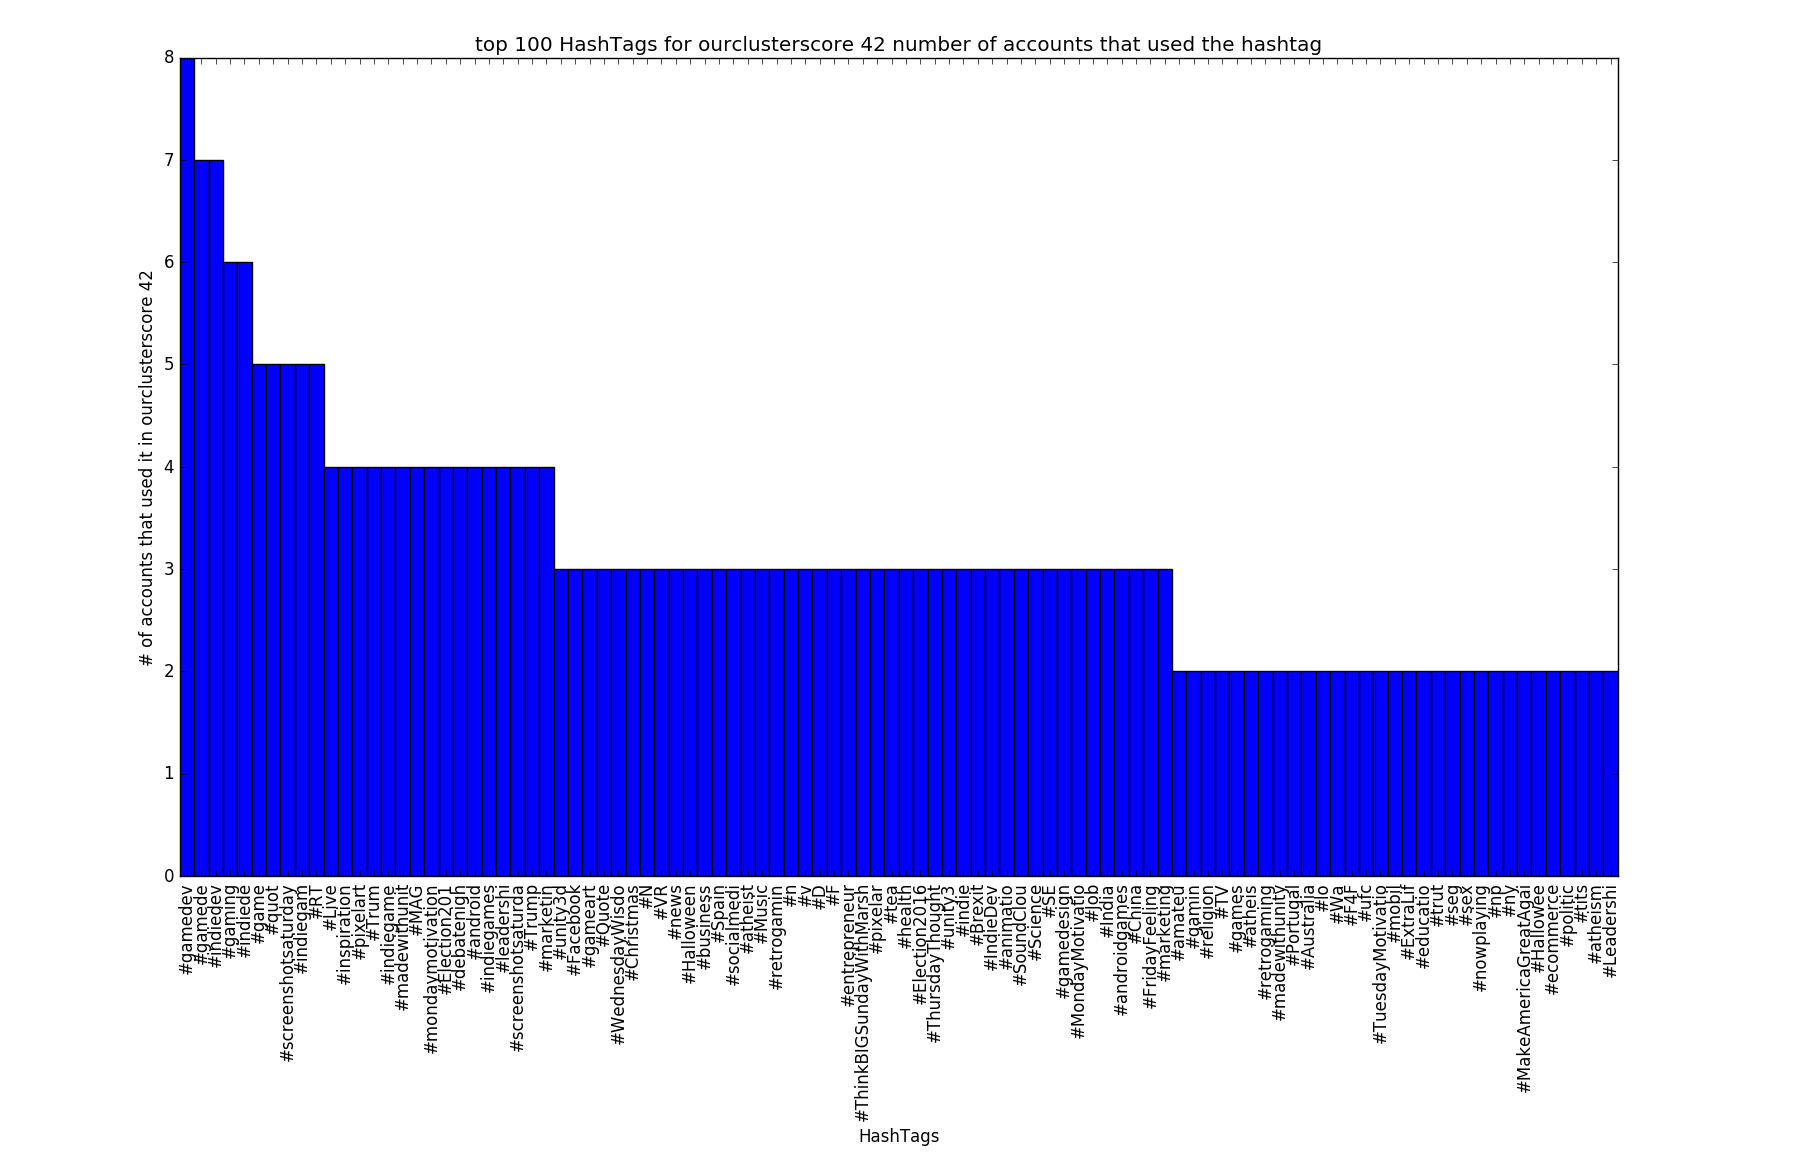 top 100 HashTags for ourclusterscore 42 number of accounts that used the hashtag
# of accounts that used it in ourclusterscore 42
8
7
6
5
4
3
2
1
0
#gamedev
#gamede
#indiedev
#gaming
#indiede
#game
#quot
#screenshotsaturday
#indiegam
#RT
#Live
#inspiration
#pixelart
#Trum
#indiegame
#madewithunit
#MAG
#mondaymotivation
#Election201
#debatenigh
#android
#indiegames
#leadershi
#screenshotsaturda
#Trump
#marketin
#unity3d
#Facebook
#gameart
#Quote
#WednesdayWisdo
#Christmas
#N
#VR
#news
#Halloween
#business
#Spain
#socialmedi
#atheist
#Music
#retrogamin
#n
#v
#D
#F
#entrepreneur
#ThinkBIGSundayWithMarsh
#pixelar
#tea
#health
#Election2016
#ThursdayThought
#unity3
#indie
#Brexit
#IndieDev
#animatio
#SoundClou
#Science
#SE
#gamedesign
#MondayMotivatio
#job
#India
#androidgames
#China
#FridayFeeling
#marketing
#amateu
#gamin
#religion
#TV
#games
#atheis
#retrogaming
#madewithunity
#Portugal
#Australia
#lo
#Wa
#F4F
#ufc
#TuesdayMotivatio
#mobil
#ExtraLif
#educatio
#trut
#seg
#sex
#nowplaying
#np
#ny
#MakeAmericaGreatAgai
#Hallowee
#ecommerce
#politic
#tits
#atheism
#Leadershi
HashTags